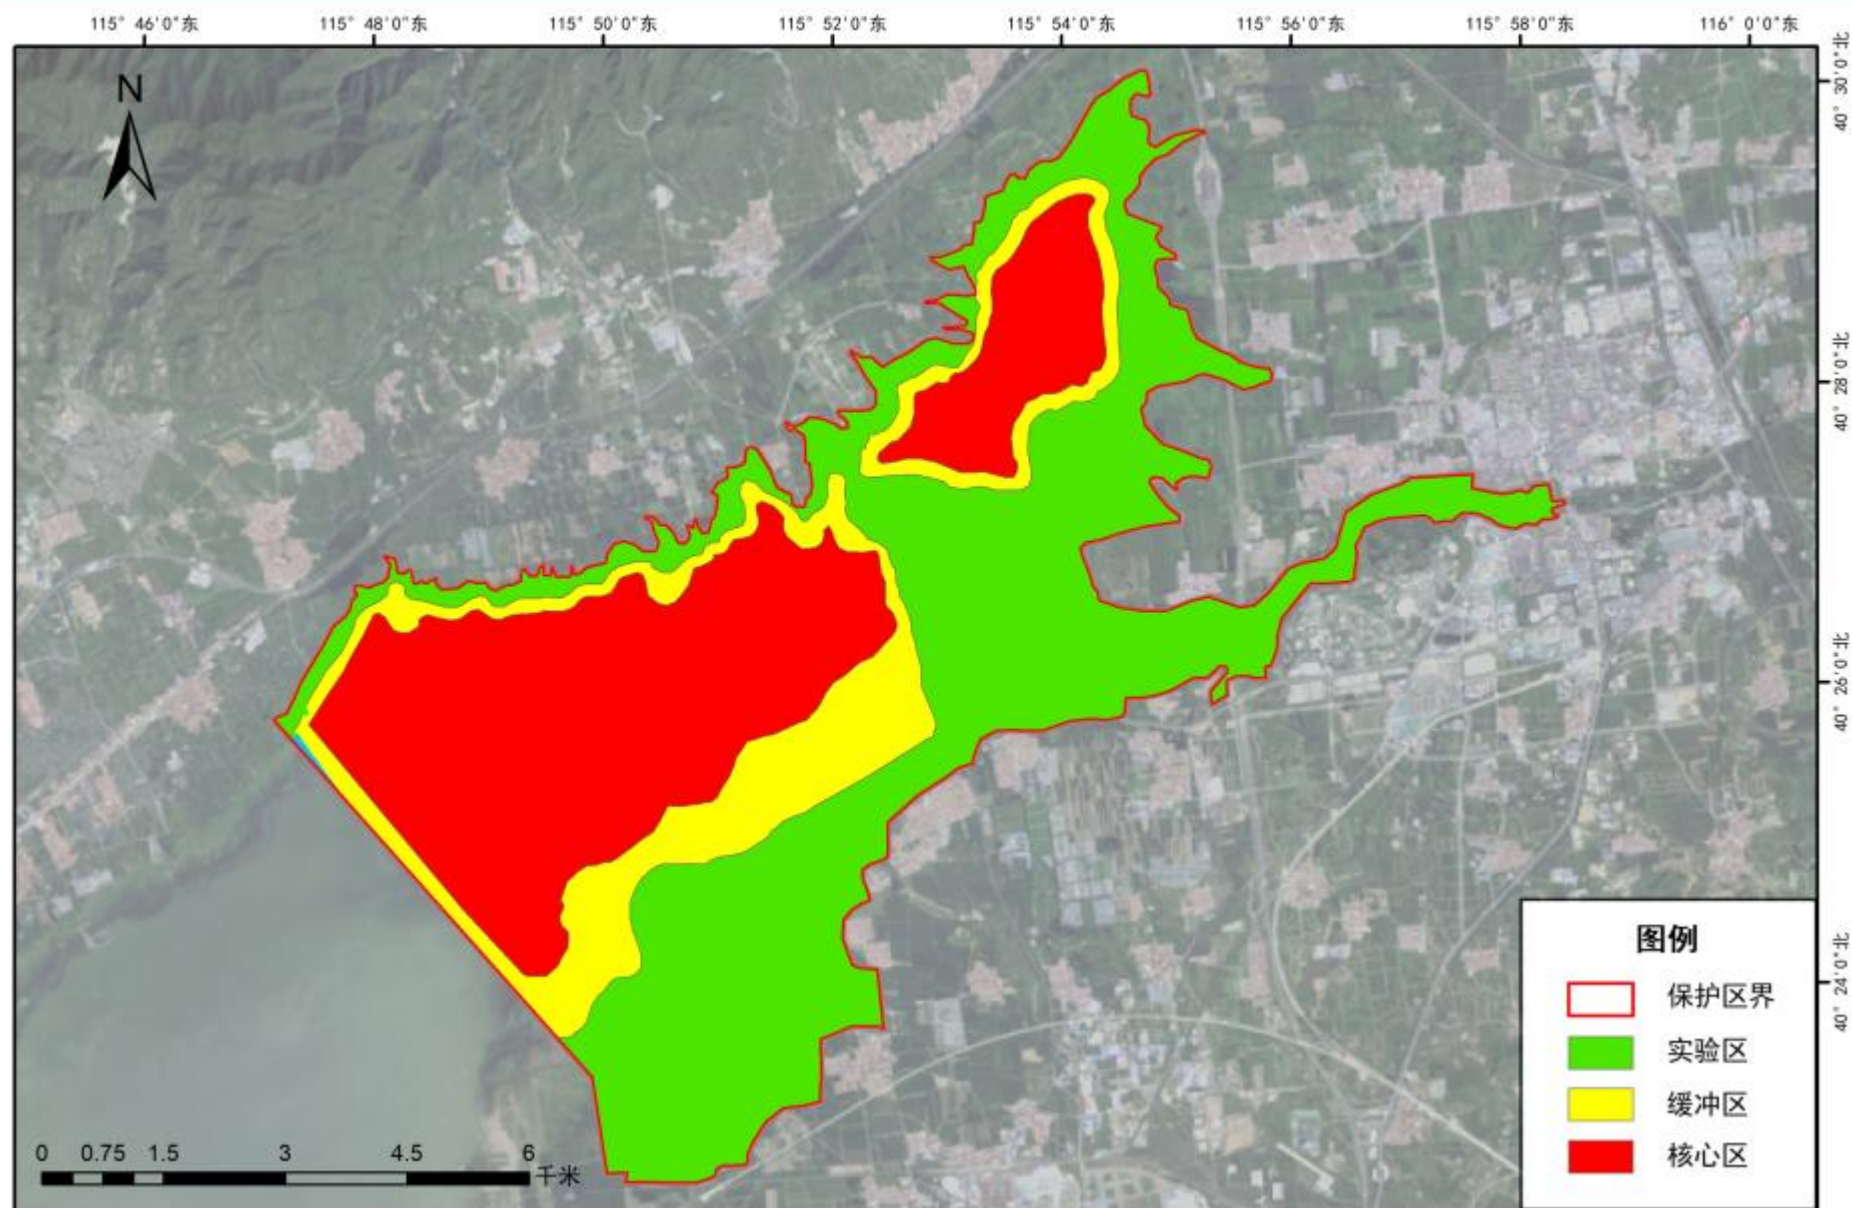 115° 46'0"东
115° 48'0"东
115° 50'0"东
115° 52'0"东
115° 54'0"东
115° 56'0"东
115° 58'0"东
116° 0'0"东
N
40° 30'0"北
40° 28'0"北
40° 26'0"北
40° 24'0"北
0 0.75 1.5 3 4.5 6
千米
图例
保护区界
实验区
缓冲区
核心区